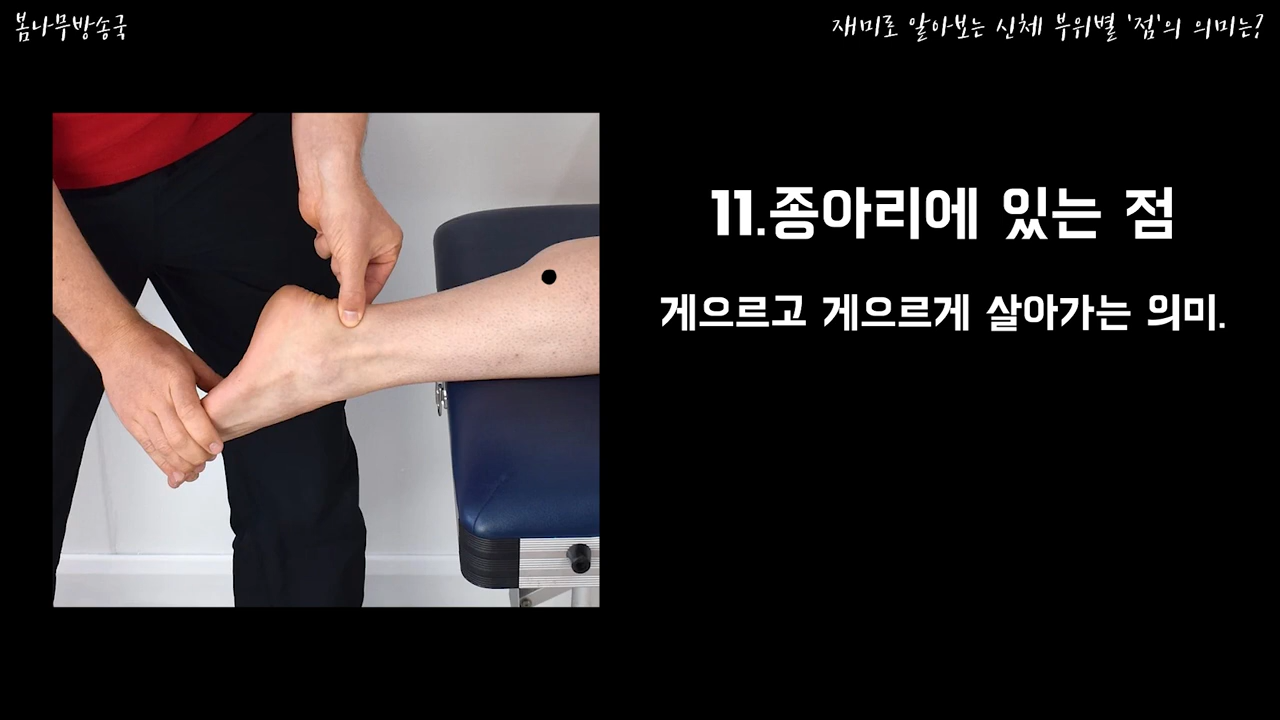 봄나무방송국
재미로 알아보는 신체 부위별 '점'의 의미는?
11.종아리에 있는 점
게으르고 게으르게 살아가는 의미.